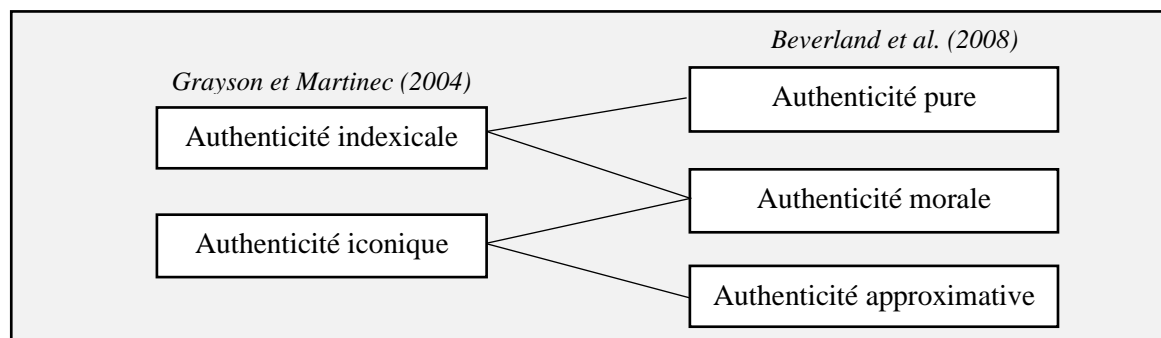 Beverland et al. (2008)
Grayson et Martinec (2004)
Authenticité pure
Authenticité indexicale
Authenticité morale
Authenticité iconique
Authenticité approximative